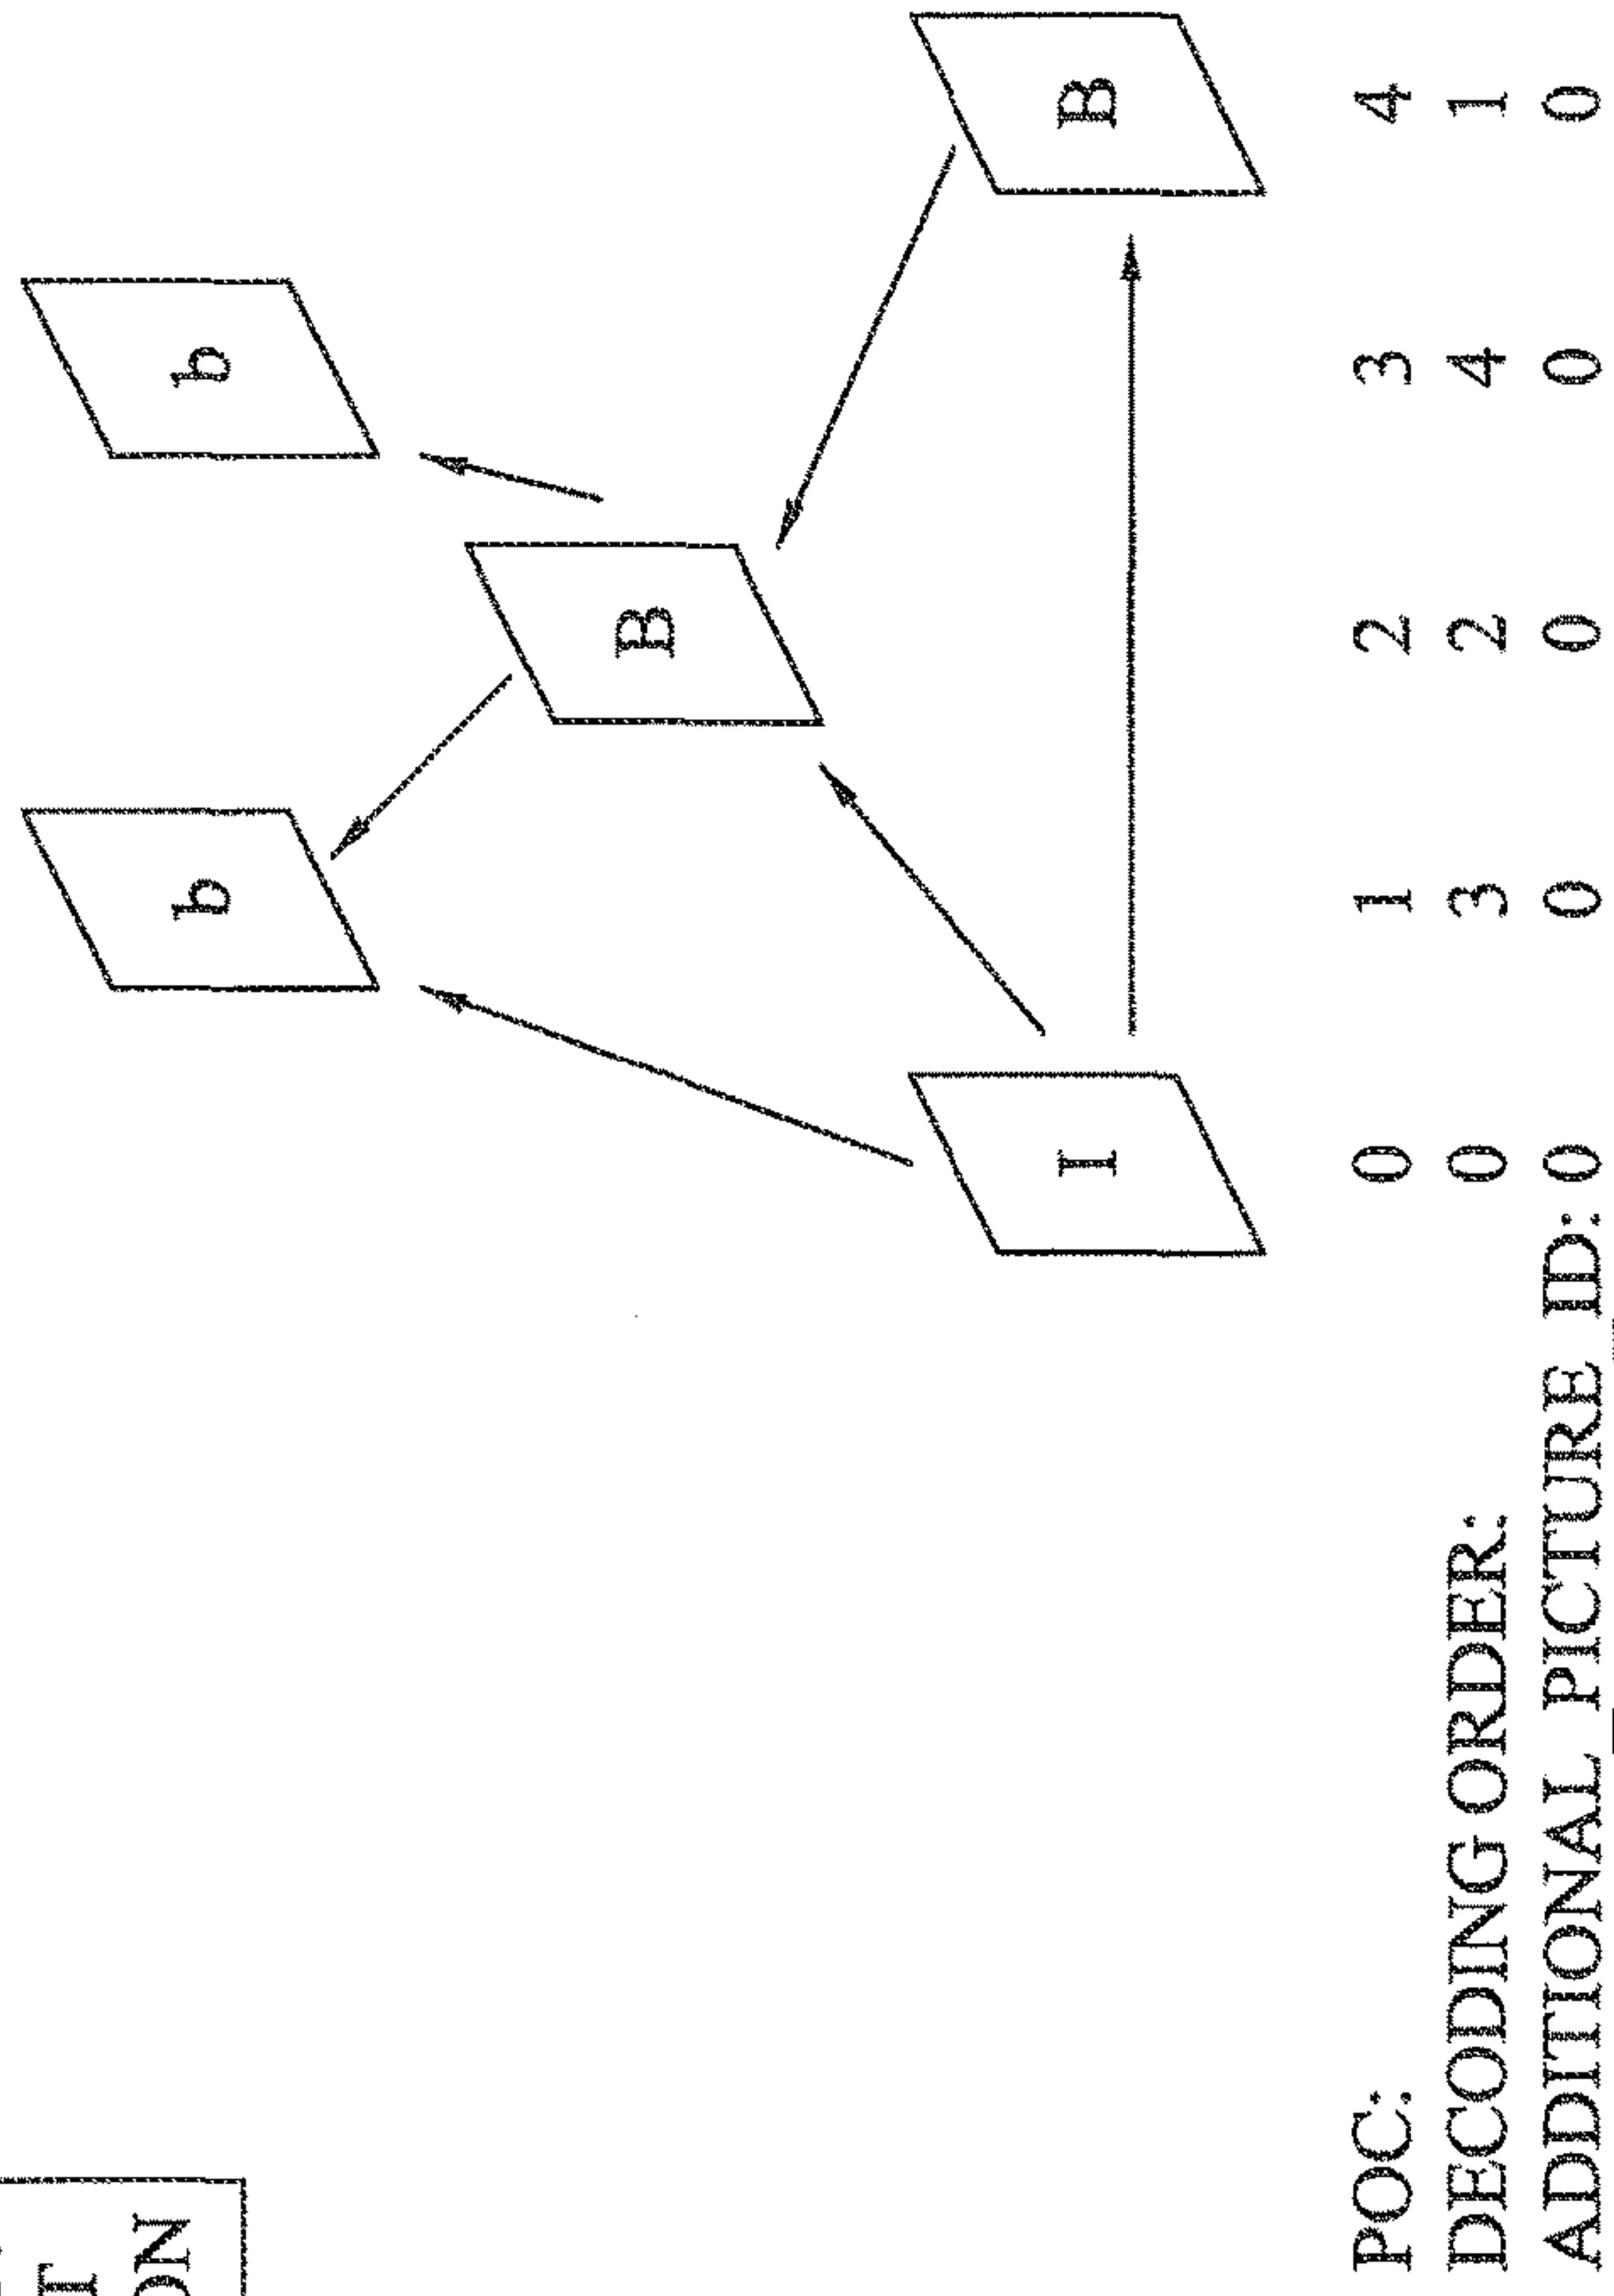 b b
B
I B
POC: 0 1 2 3 4
DECODING ORDER: 0 3 2 4 1
ADDITIONAL_PICTURE_ID: 0 0 0 0 0